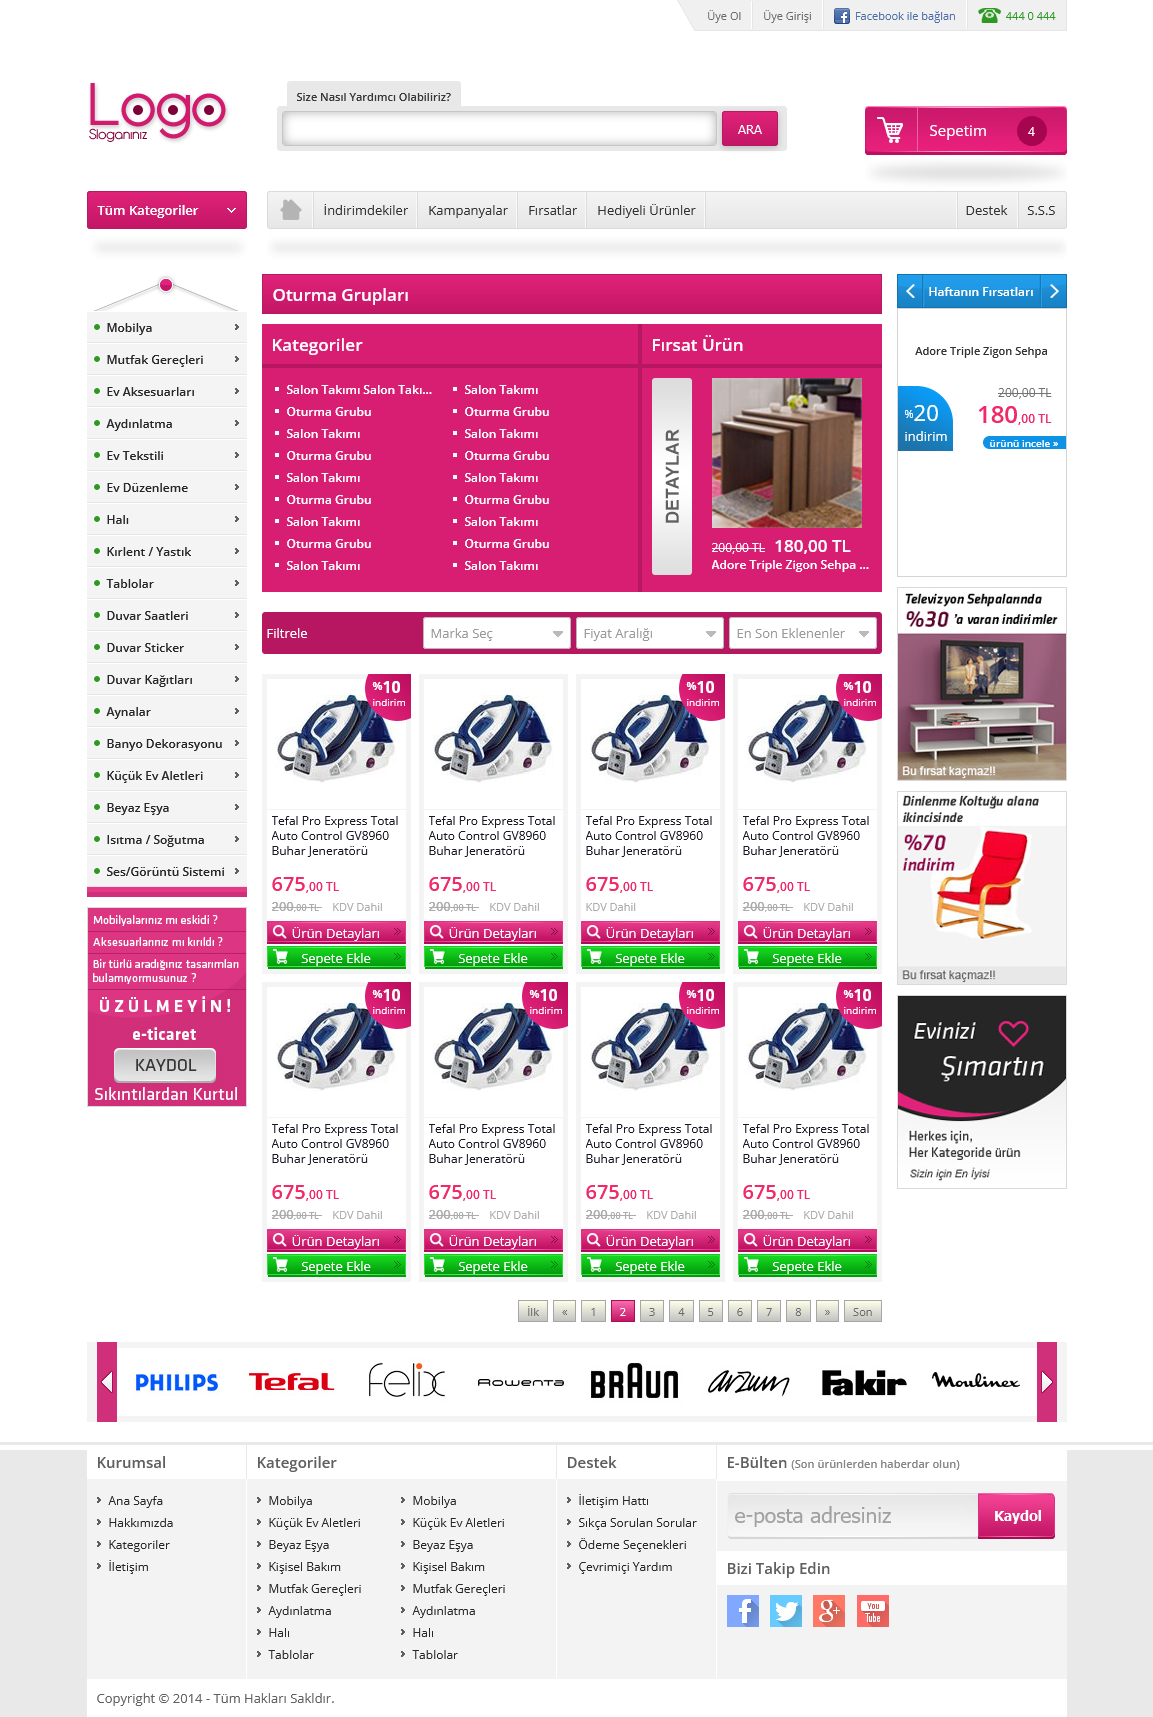 Üye Ol
Üye Girişi
Facebook ile bağlan
444 0 444
Logo
Sloganınız
Size Nasıl Yardımcı Olabiliriz?
ARA
Sepetim
4
Tüm Kategoriler
İndirimdekiler
Kampanyalar
Fırsatlar
Hediyeli Ürünler
Destek
S.S.S
Mobilya
Mutfak Gereçleri
Ev Aksesuarları
Aydınlatma
Ev Tekstili
Ev Düzenleme
Halı
Kırlent / Yastık
Tablolar
Duvar Saatleri
Duvar Sticker
Duvar Kağıtları
Aynalar
Banyo Dekorasyonu
Küçük Ev Aletleri
Beyaz Eşya
Isıtma / Soğutma
Ses/Görüntü Sistemi
Mobilyalarınız mı eskidi ?
Aksesuarlarınız mı kırıldı ?
Bir türlü aradığınız tasarımları
bulamıyormusunuz ?
ÜZÜLMEYİN!
e-ticaret
KAYDOL
Sıkıntılardan Kurtul
Oturma Grupları
Kategoriler
Salon Takımı Salon Takı...
Oturma Grubu
Salon Takımı
Oturma Grubu
Salon Takımı
Oturma Grubu
Salon Takımı
Oturma Grubu
Salon Takımı
Salon Takımı
Oturma Grubu
Salon Takımı
Oturma Grubu
Salon Takımı
Oturma Grubu
Salon Takımı
Oturma Grubu
Salon Takımı
Fırsat Ürün
DETAYLAR
200,00 TL 180,00 TL
Adore Triple Zigon Sehpa ...
Filtrele
Marka Seç
Fiyat Aralığı
En Son Eklenenler
%10
indirim
Tefal Pro Express Total
Auto Control GV8960
Buhar Jeneratörü
675,00 TL
200,00 TL KDV Dahil
Ürün Detayları
Sepete Ekle
Tefal Pro Express Total
Auto Control GV8960
Buhar Jeneratörü
675,00 TL
200,00 TL KDV Dahil
Ürün Detayları
Sepete Ekle
%10
indirim
Tefal Pro Express Total
Auto Control GV8960
Buhar Jeneratörü
675,00 TL
KDV Dahil
Ürün Detayları
Sepete Ekle
%10
indirim
Tefal Pro Express Total
Auto Control GV8960
Buhar Jeneratörü
675,00 TL
200,00 TL KDV Dahil
Ürün Detayları
Sepete Ekle
%10
indirim
Tefal Pro Express Total
Auto Control GV8960
Buhar Jeneratörü
675,00 TL
200,00 TL KDV Dahil
Ürün Detayları
Sepete Ekle
%10
indirim
Tefal Pro Express Total
Auto Control GV8960
Buhar Jeneratörü
675,00 TL
200,00 TL KDV Dahil
Ürün Detayları
Sepete Ekle
%10
indirim
Tefal Pro Express Total
Auto Control GV8960
Buhar Jeneratörü
675,00 TL
200,00 TL KDV Dahil
Ürün Detayları
Sepete Ekle
%10
indirim
Tefal Pro Express Total
Auto Control GV8960
Buhar Jeneratörü
675,00 TL
200,00 TL KDV Dahil
Ürün Detayları
Sepete Ekle
İlk « 1 2 3 4 5 6 7 8 » Son
Haftanın Fırsatları
Adore Triple Zigon Sehpa
%20
indirim
200,00 TL
180,00 TL
ürünü incele »
Televizyon Sehpalarında
%30 'a varan indirimler
Bu fırsat kaçmaz!!
Dinlenme Koltuğu alana
ikincisinde
%70
indirim
Bu fırsat kaçmaz!!
Evinizi
Şımartın
Herkes için,
Her Kategoride ürün
Sizin için En İyisi
PHILIPS
Tefal
Felix
Rowenta
BRAUN
arzum
Fakir
Moulinex
Kurumsal
Ana Sayfa
Hakkımızda
Kategoriler
İletişim
Kategoriler
Mobilya
Küçük Ev Aletleri
Beyaz Eşya
Kişisel Bakım
Mutfak Gereçleri
Aydınlatma
Halı
Tablolar
Mobilya
Küçük Ev Aletleri
Beyaz Eşya
Kişisel Bakım
Mutfak Gereçleri
Aydınlatma
Halı
Tablolar
Destek
İletişim Hattı
Sıkça Sorulan Sorular
Ödeme Seçenekleri
Çevrimiçi Yardım
E-Bülten (Son ürünlerden haberdar olun)
e-posta adresiniz
Kaydol
Bizi Takip Edin
You
Tube
Copyright © 2014 - Tüm Hakları Sakldır.